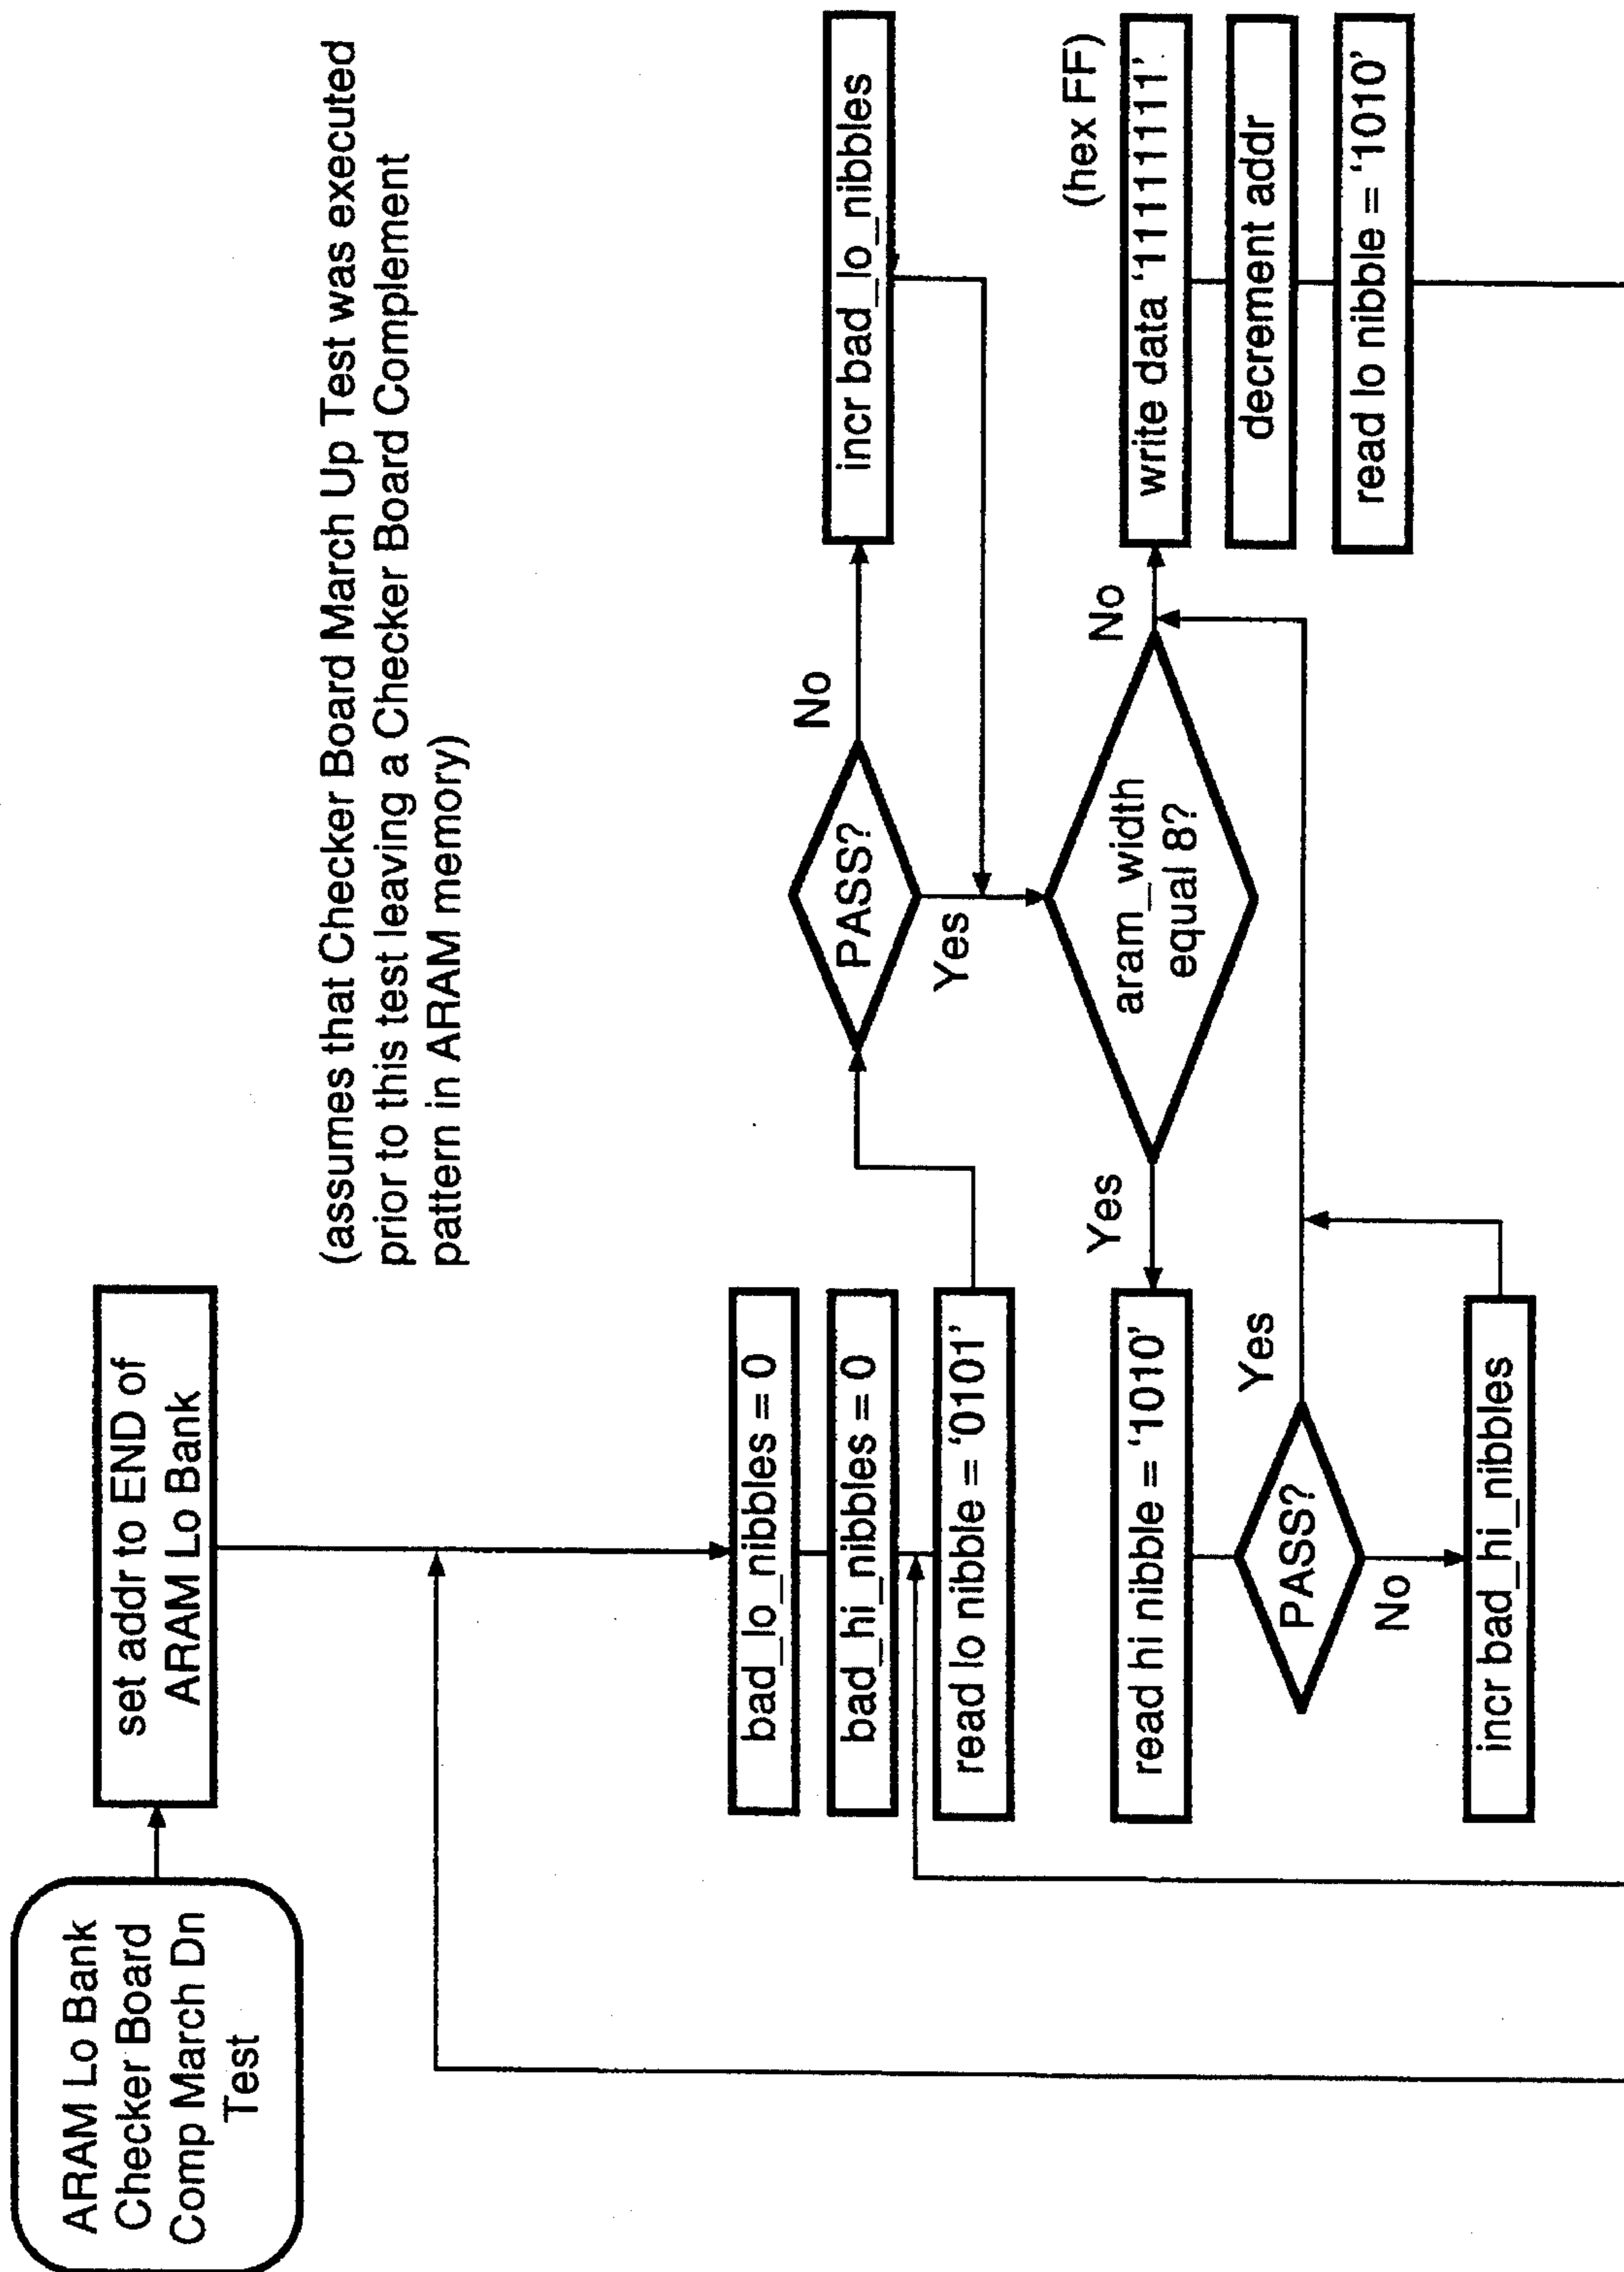 ARAM Lo Bank
Checker Board
Comp March Dn
Test
set addr to END of
ARAM Lo Bank
(assumes that Checker Board March Up Test was executed
prior to this test leaving a Checker Board Complement
pattern in ARAM memory)
bad_lo_nibbles = 0
bad_hi_nibbles = 0
read lo nibble = ‘0101’
PASS?
No
incr bad_lo_nibbles
Yes
aram_width
equal 8?
Yes
No
read hi nibble = ‘1010’
PASS?
Yes
No
incr bad_hi_nibbles
(hex FF)
write data ‘11111111’
decrement addr
read lo nibble = ‘1010’